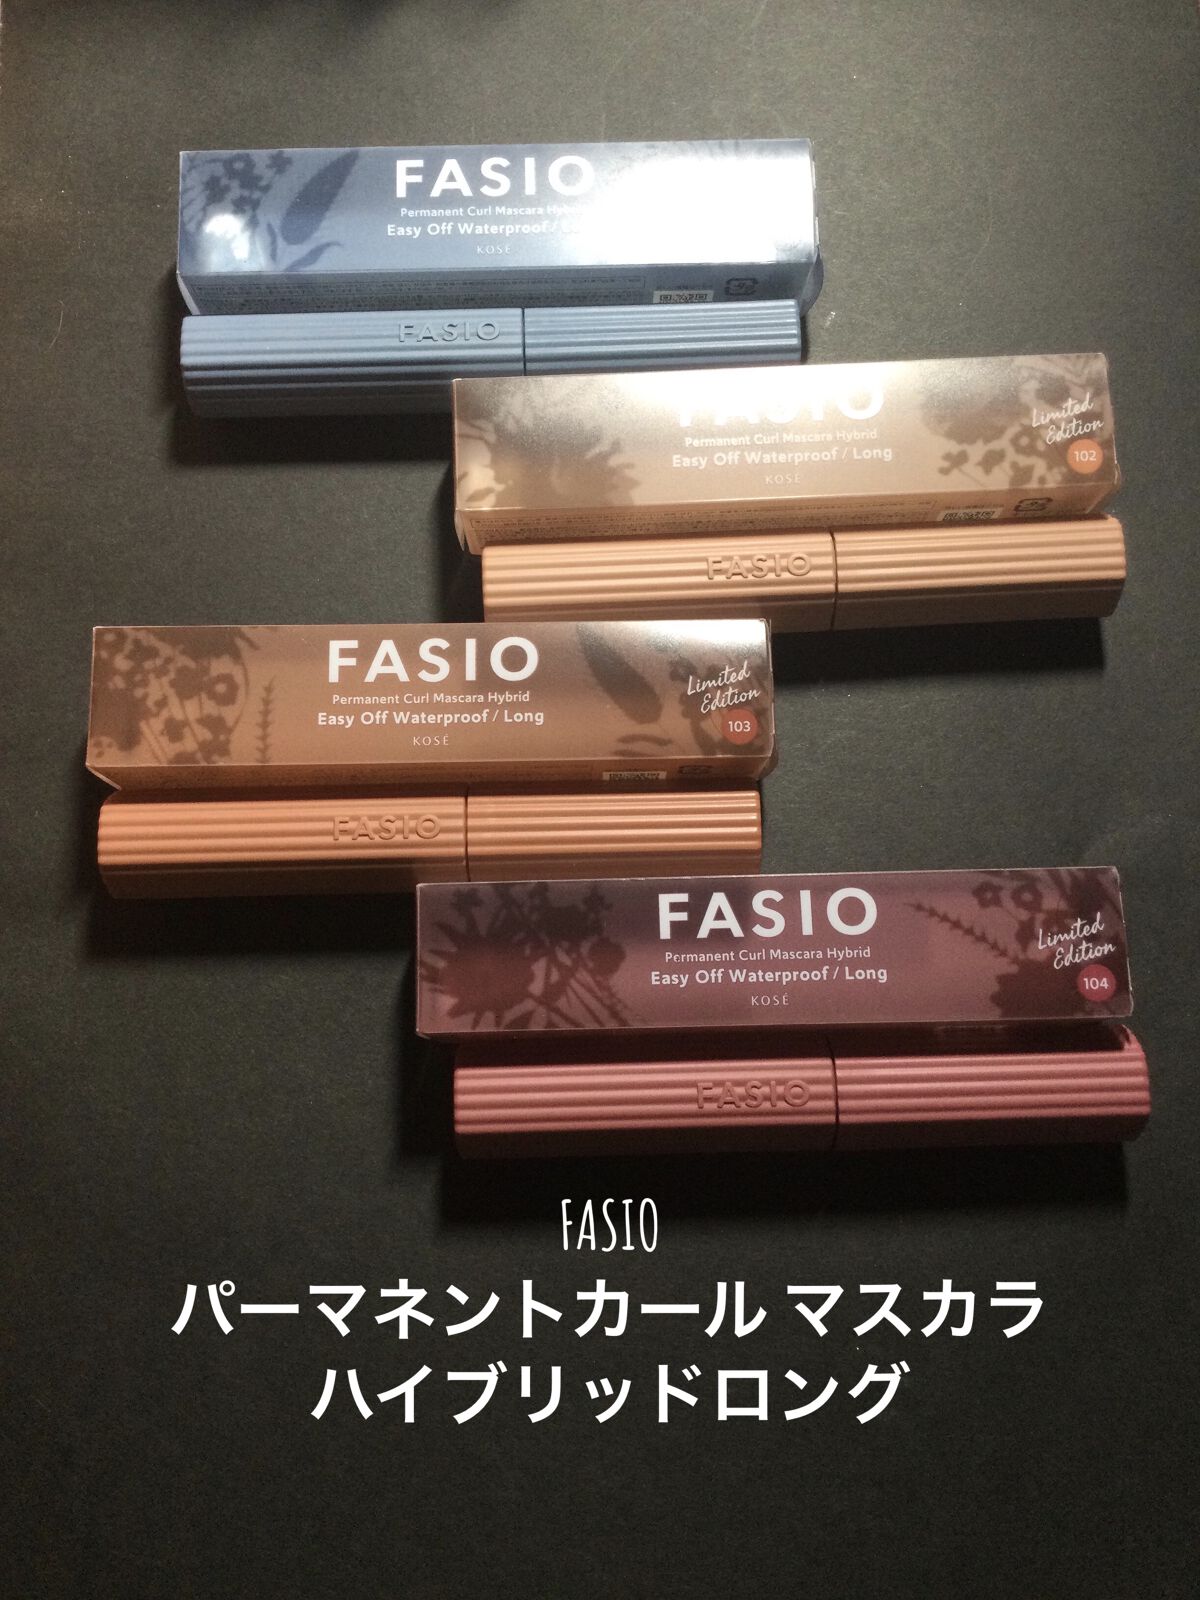 FASIO
Permanent Curl Mascara Hybrid
Easy Off Waterproof /
KOSÉ
FASIO
FASIO
Permanent Curl Mascara Hybrid
Easy Off Waterproof / Long
KOSÉ
Limited
Edition
102
FASIO
FASIO
Permanent Curl Mascara Hybrid
Easy Off Waterproof / Long
KOSÉ
Limited
Edition
103
FASIO
FASIO
Permanent Curl Mascara Hybrid
Easy Off Waterproof / Long
KOSÉ
Limited
Edition
104
FASIO
FASIO
パーマネントカール マスカラ
ハイブリッドロング